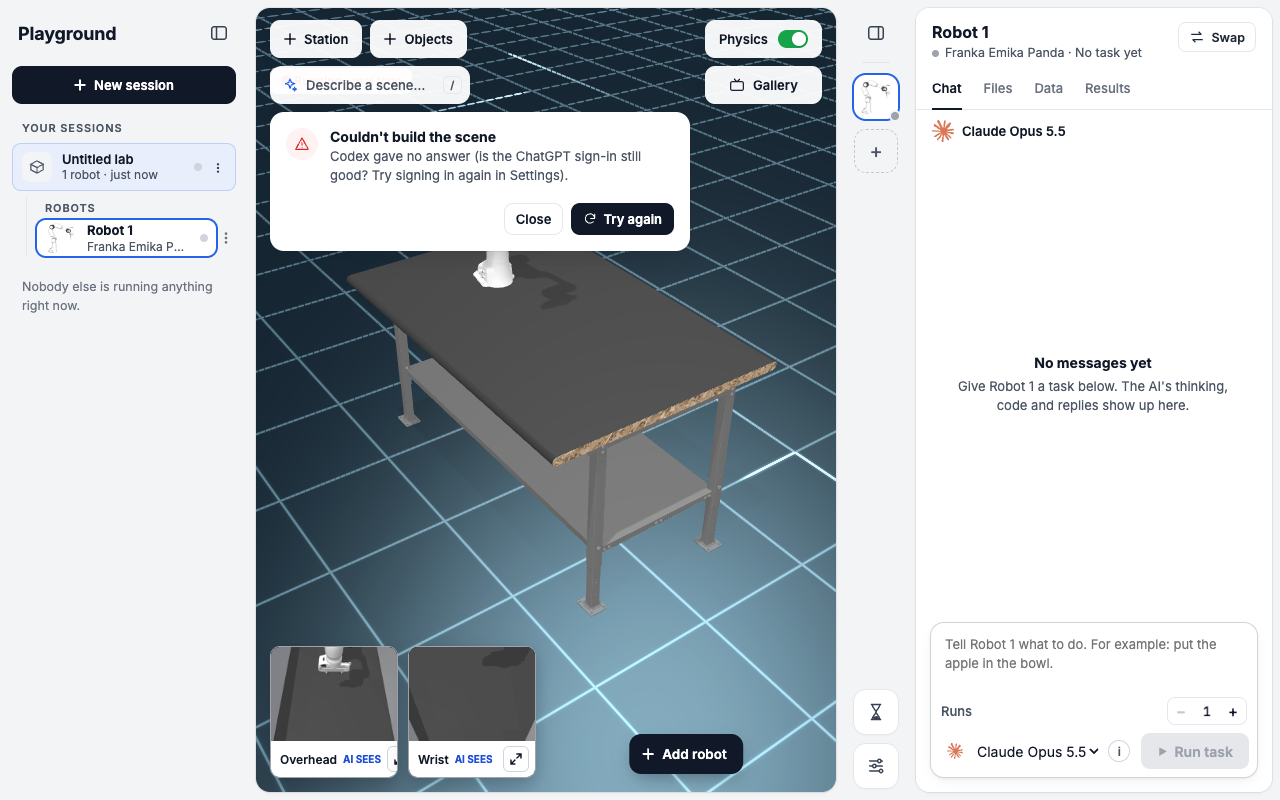 Playground
New session
YOUR SESSIONS
Untitled lab
1 robot · just now
ROBOTS
Robot 1
Franka Emika P...
Nobody else is running anything
right now.
Station
Objects
Physics
Describe a scene...
/
Gallery
Couldn't build the scene
Codex gave no answer (is the ChatGPT sign-in still
good? Try signing in again in Settings).
Close
Try again
Overhead AI SEES
Wrist AI SEES
Add robot
Robot 1
Franka Emika Panda · No task yet
Swap
Chat Files Data Results
Claude Opus 5.5
No messages yet
Give Robot 1 a task below. The AI's thinking,
code and replies show up here.
Tell Robot 1 what to do. For example: put the
apple in the bowl.
Runs
1
Claude Opus 5.5
i
Run task